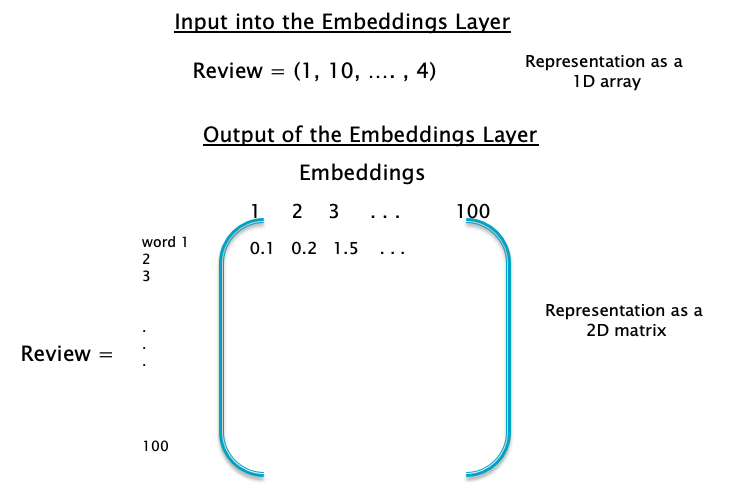 Input into the Embeddings Layer
Review = (1, 10, .... , 4)
Representation as a
1D array
Output of the Embeddings Layer
Embeddings
1 2 3 ... 100
word 1
0.1 0.2 1.5 ...
2
3
.
.
.
Review =
100
Representation as a
2D matrix